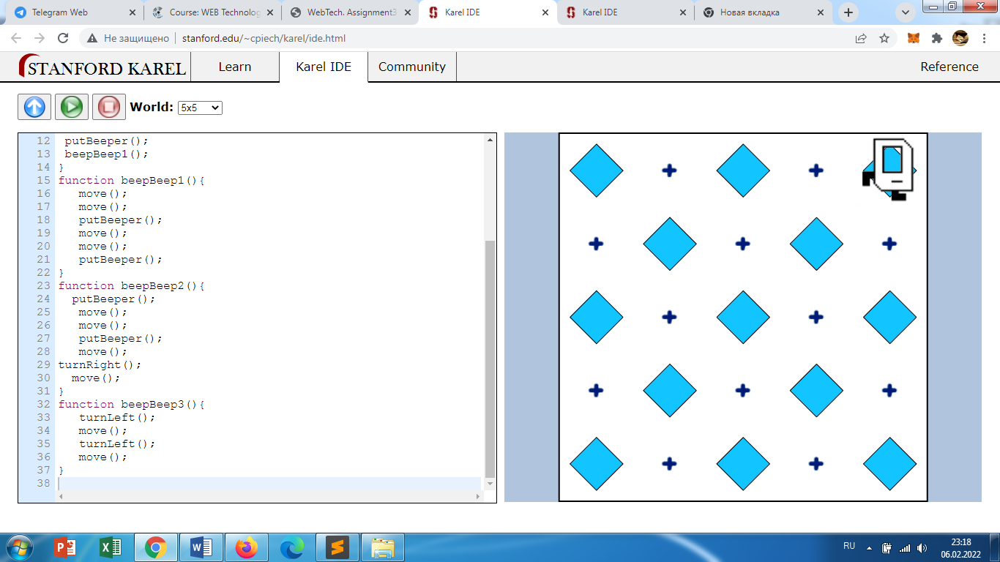 Telegram Web
Course: WEB Technolog
WebTech. Assignment3
Karel IDE
Karel IDE
Новая вкладка
Не защищено
stanford.edu/~cpiech/karel/ide.html
STANFORD KAREL
Learn
Karel IDE
Community
Reference
World:
5x5
12 putBeeper();
13 beepBeep1();
14 }
15 function beepBeep1(){
16 move();
17 move();
18 putBeeper();
19 move();
20 move();
21 putBeeper();
22 }
23 function beepBeep2(){
24 putBeeper();
25 move();
26 move();
27 putBeeper();
28 move();
29 turnRight();
30 move();
31 }
32 function beepBeep3(){
33 turnLeft();
34 move();
35 turnLeft();
36 move();
37 }
38
RU
23:18
06.02.2022